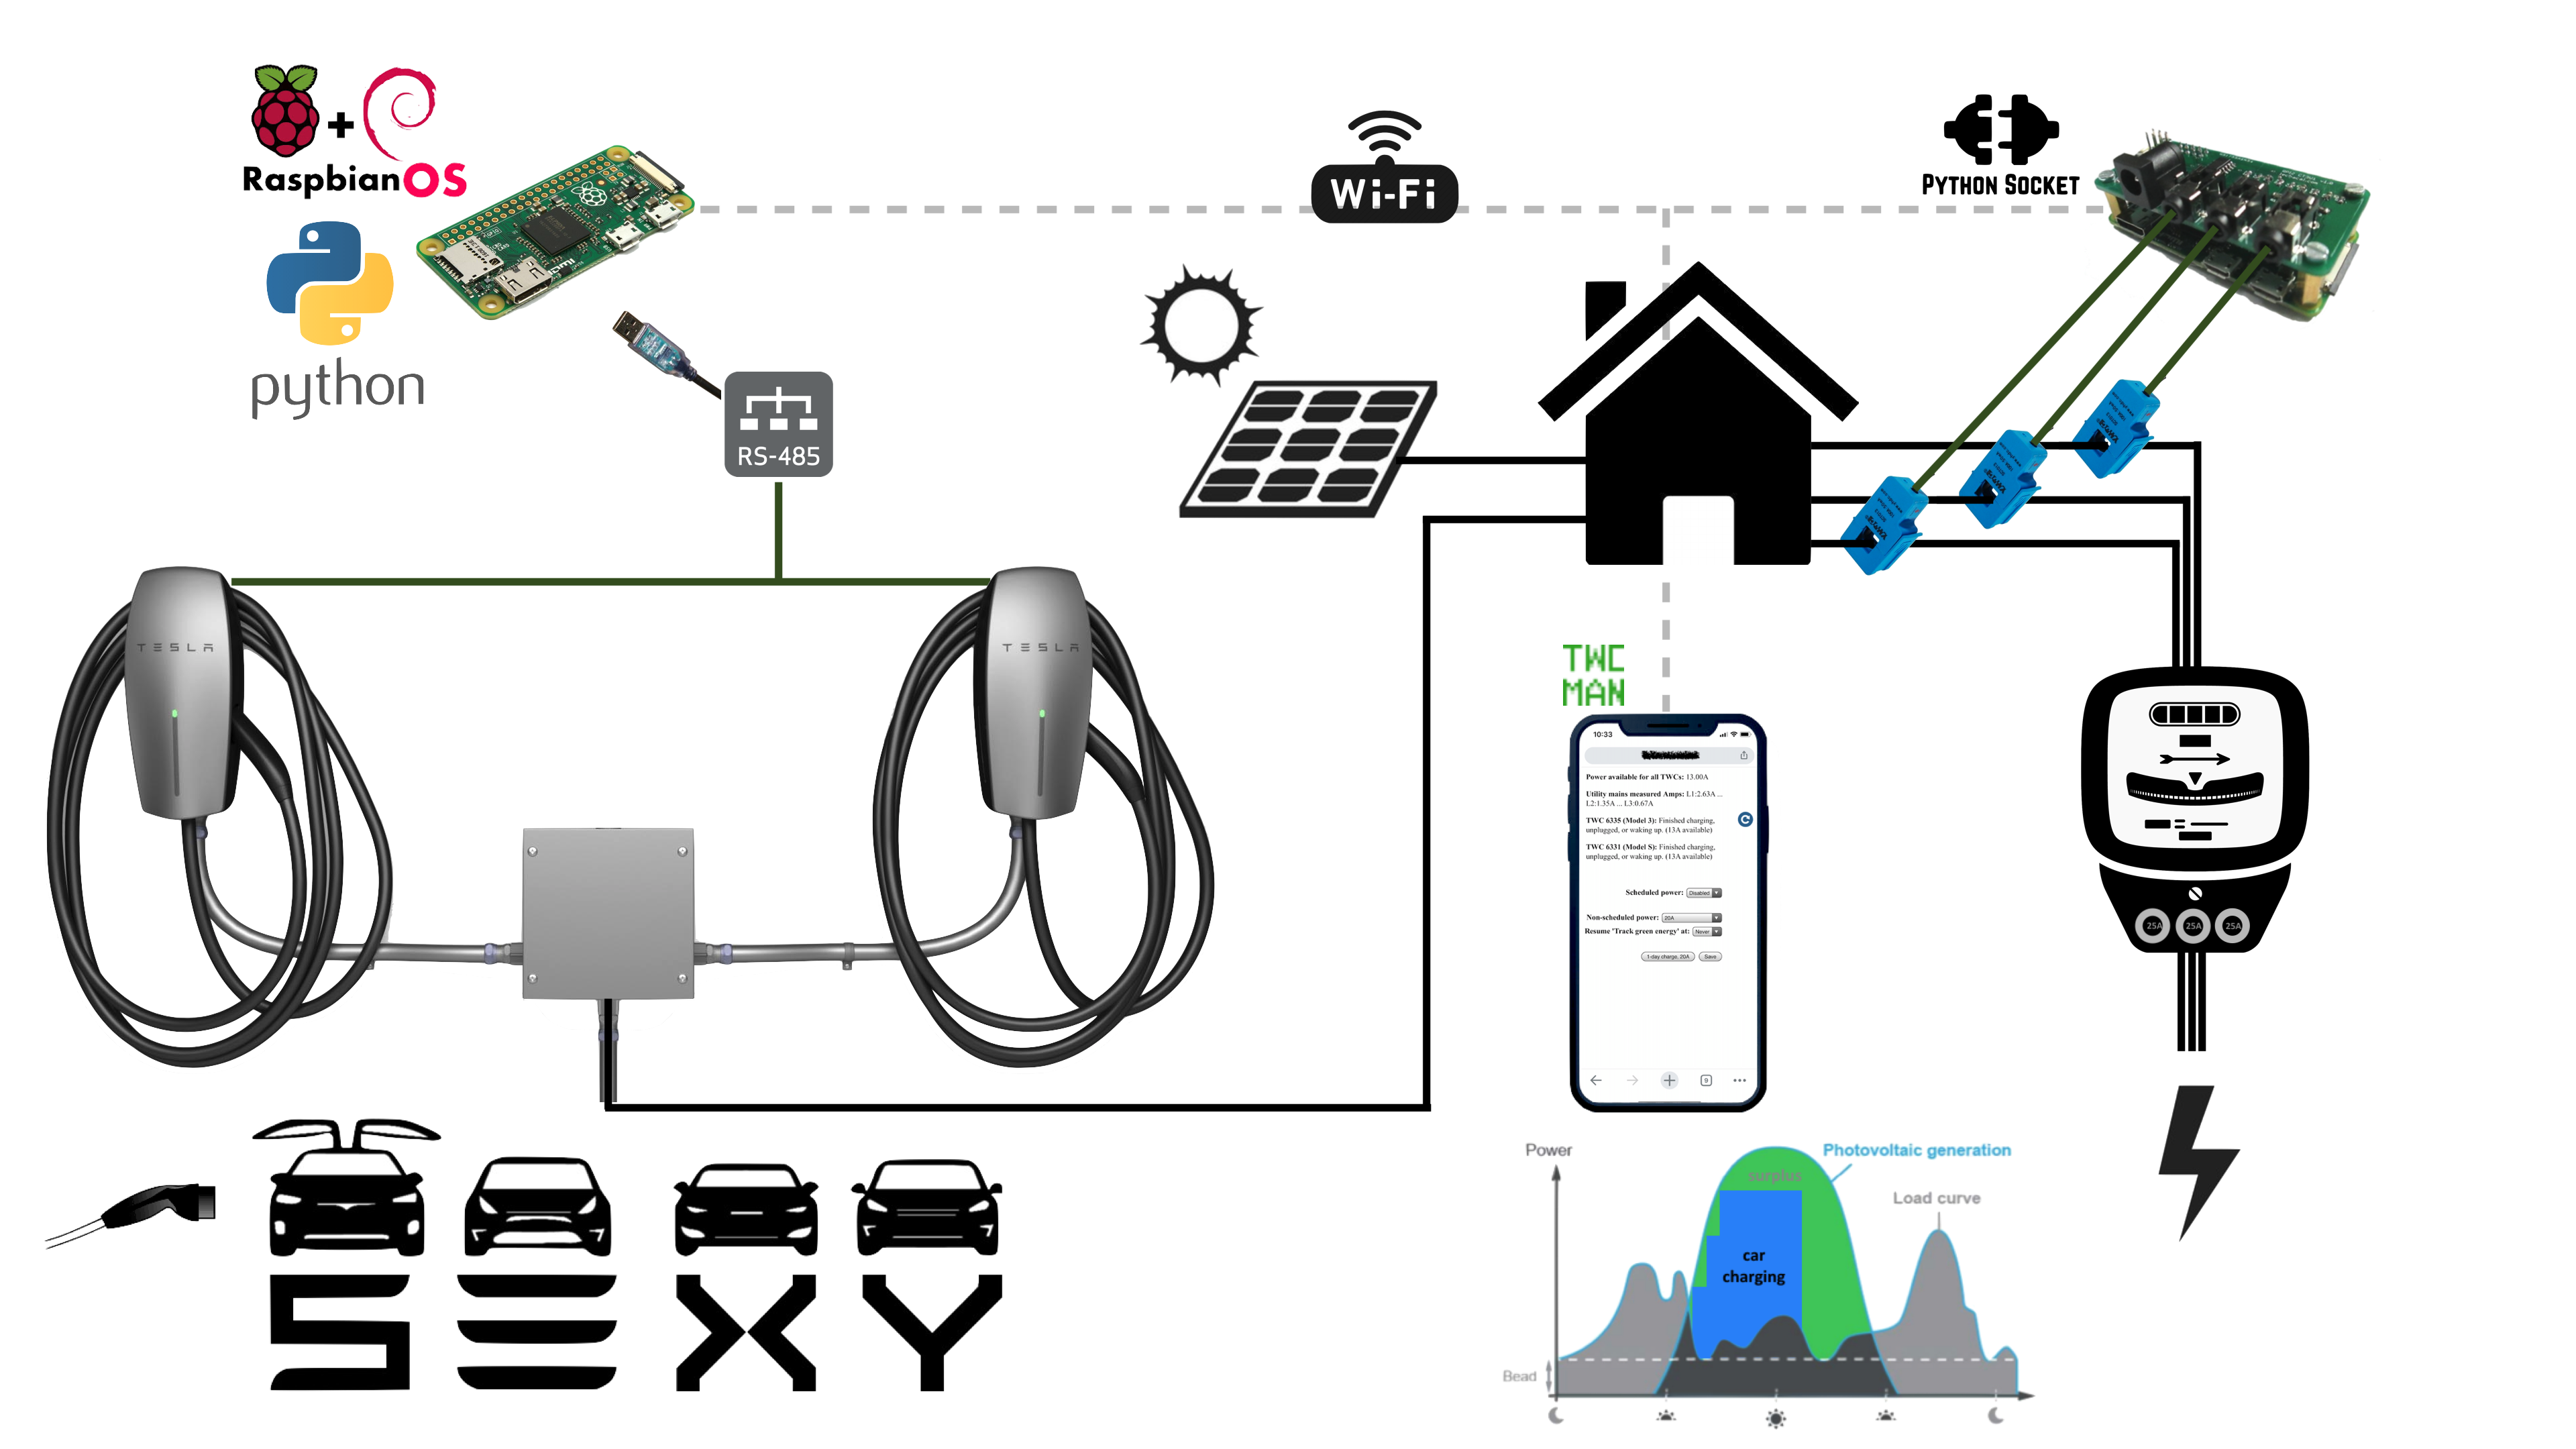 RaspbianOS
python
RS-485
Wi-Fi
PYTHON SOCKET
TESLA
TESLA
TWC
MAN
10:33
Power available for all TWCs: 13.00A
Utility mains measured Amps: L1:2.63A ...
L2:1.35A ... L3:0.67A
TWC 6335 (Model 3): Finished charging,
unplugged, or waking up. (13A available)
TWC 6331 (Model S): Finished charging,
unplugged, or waking up. (13A available)
Scheduled power: Disabled
Non-scheduled power: 20A
Resume 'Track green energy' at: Never
1-day charge, 20A Save
9
25A 25A 25A
S≡XY
Power
Photovoltaic generation
surplus
Load curve
car
charging
Bead